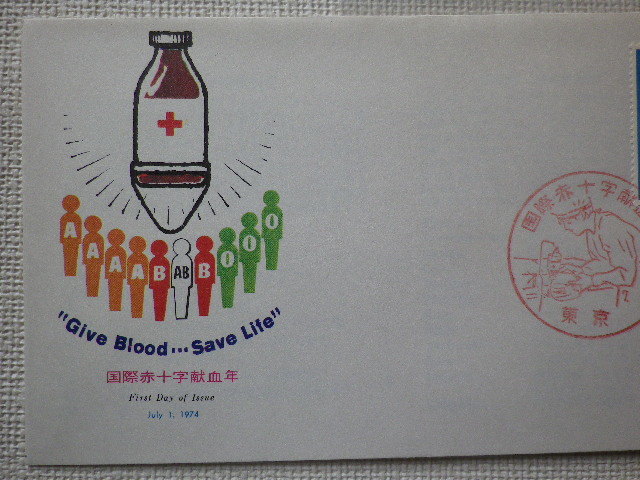 A A A A B AB B O O O
"Give Blood... Save Life"
国際赤十字献血年
First Day of Issue
July 1, 1974
国際赤十字献血
東京